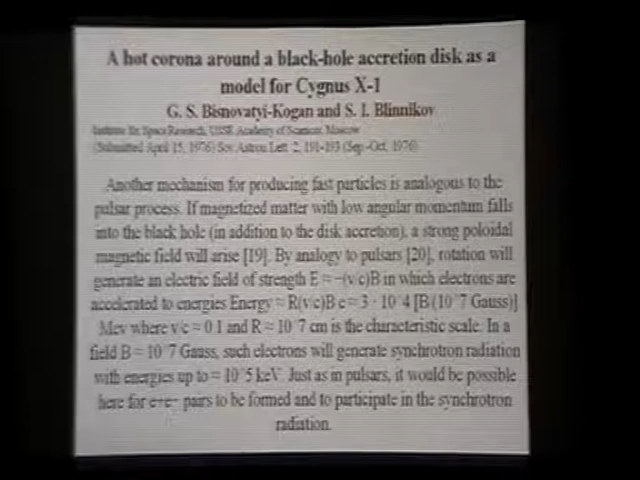 A hot corona around a black-hole accretion disk as a
model for Cygnus X-1
G. S. Bisnovatyi-Kogan and S. I. Blinnikov
Institute for Space Research, USSR Academy of Sciences, Moscow
(Submitted April 15, 1976) Sov. Astron. Lett. 2, 191-193 (Sep.-Oct. 1976)
Another mechanism for producing fast particles is analogous to the
pulsar process. If magnetized matter with low angular momentum falls
into the black hole (in addition to the disk accretion), a strong poloidal
magnetic field will arise [19]. By analogy to pulsars [20], rotation will
generate an electric field of strength E = -(v/c)B in which electrons are
accelerated to energies Energy = R(v/c)B e = 3 · 10^4 [B/(10^7 Gauss)]
Mev where v/c = 0.1 and R = 10^7 cm is the characteristic scale. In a
field B = 10^7 Gauss, such electrons will generate synchrotron radiation
with energies up to = 10^5 keV. Just as in pulsars, it would be possible
here for e+e- pairs to be formed and to participate in the synchrotron
radiation.